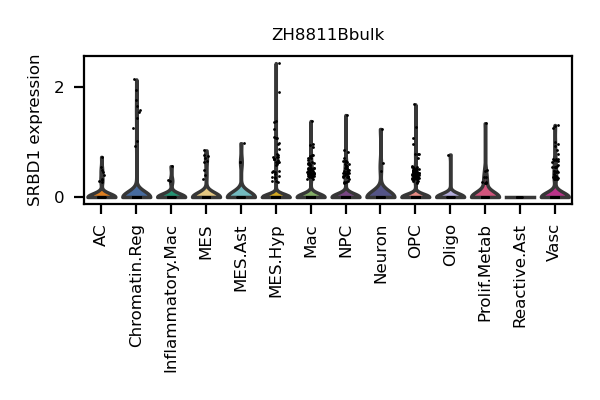 ZH8811Bbulk
SRBD1 expression
2
0
AC
Chromatin.Reg
Inflammatory.Mac
MES
MES.Ast
MES.Hyp
Mac
NPC
Neuron
OPC
Oligo
Prolif.Metab
Reactive.Ast
Vasc